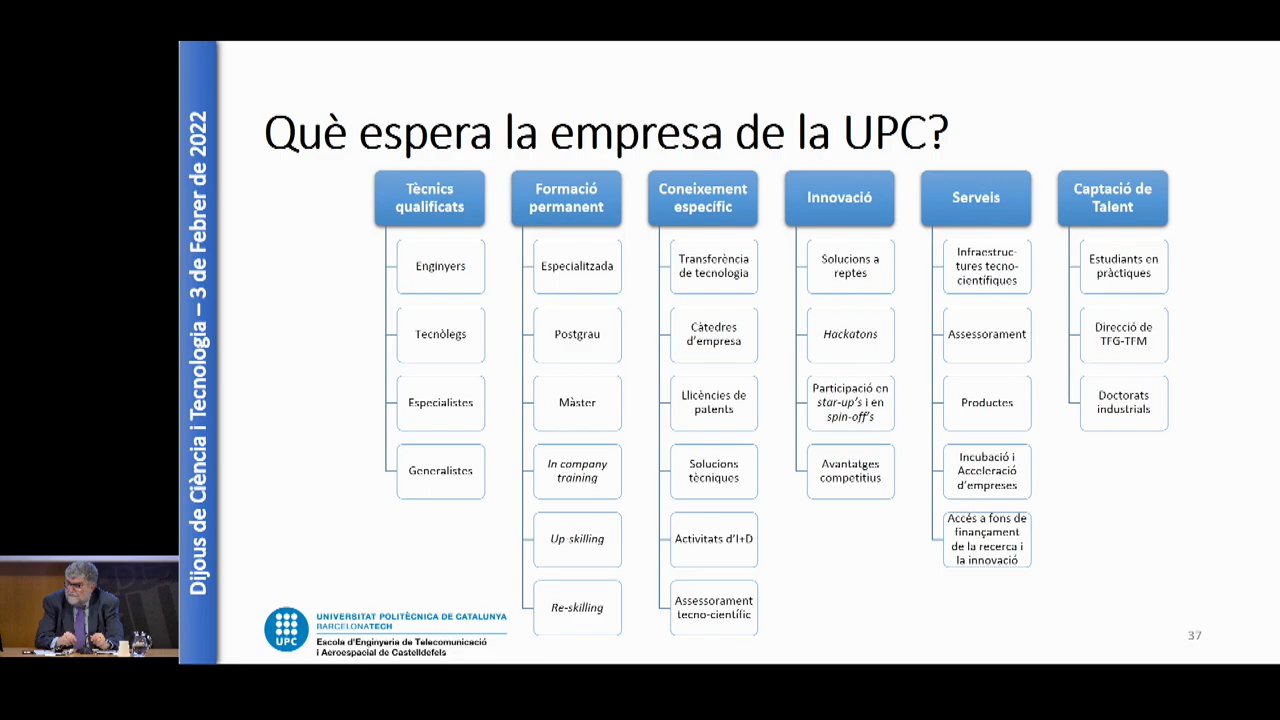 Dijous de Ciència i Tecnologia – 3 de Febrer de 2022
Què espera la empresa de la UPC?
Tècnics
qualificats
Enginyers
Tecnòlegs
Especialistes
Generalistes
Formació
permanent
Especialitzada
Postgrau
Màster
In company
training
Up-skilling
Re-skilling
Coneixement
específic
Transferència
de tecnologia
Càtedres
d'empresa
Llicències de
patents
Solucions
tècniques
Activitats d'I+D
Assessorament
tecno-científic
Innovació
Solucions a
reptes
Hackatons
Participació en
star-up's i en
spin-off's
Avantatges
competitius
Serveis
Infraestruc-
tures tecno-
científiques
Assessorament
Productes
Incubació i
Acceleració
d'empreses
Accés a fons de
finançament
de la recerca i
la innovació
Captació de
Talent
Estudiants en
pràctiques
Direcció de
TFG-TFM
Doctorats
industrials
UPC
UNIVERSITAT POLITÈCNICA DE CATALUNYA
BARCELONATECH
Escola d'Enginyeria de Telecomunicació
i Aeroespacial de Castelldefels
37